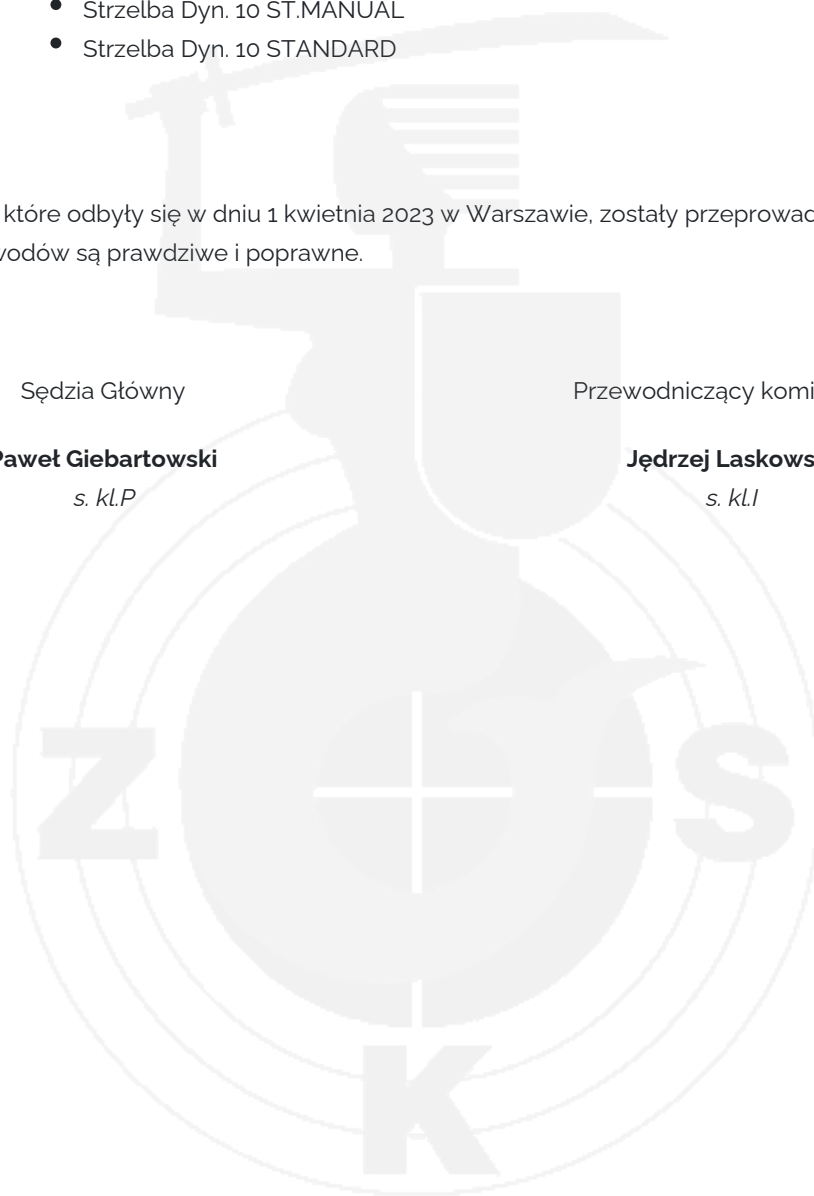 Strzelba Dyn. 10 ST.MANUAL
Strzelba Dyn. 10 STANDARD
które odbyły się w dniu 1 kwietnia 2023 w Warszawie, zostały przeprowad
wodów są prawdziwe i poprawne.
Sędzia Główny Przewodniczący komi
Paweł Giebartowski Jędrzej Laskows
s. kl.P s. kl.I
Z S
K